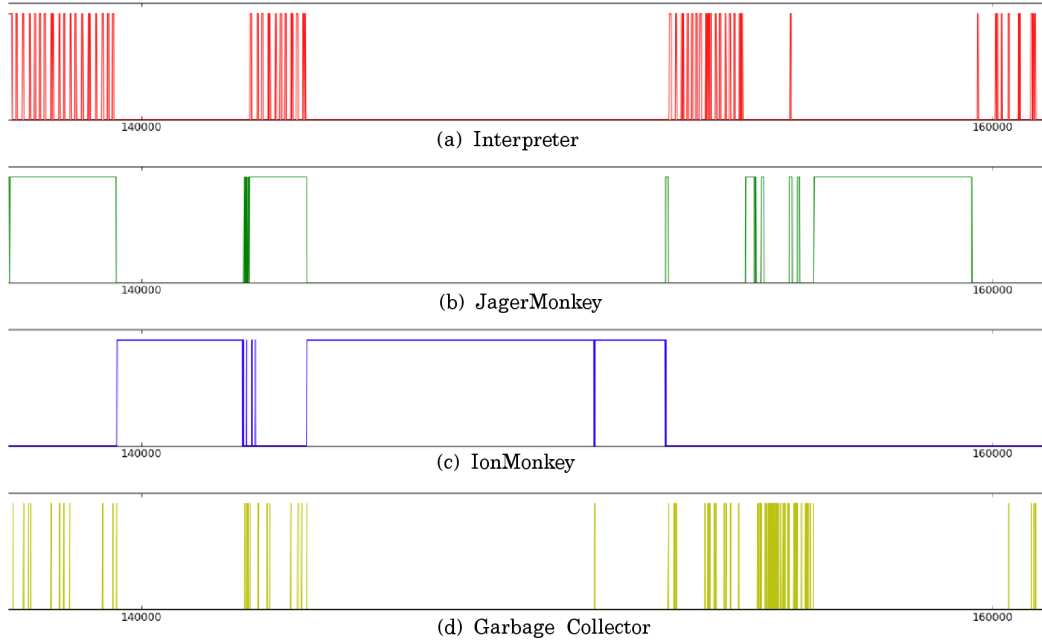 140000 160000
(a) Interpreter
140000 160000
(b) JagerMonkey
140000 160000
(c) IonMonkey
140000 160000
(d) Garbage Collector